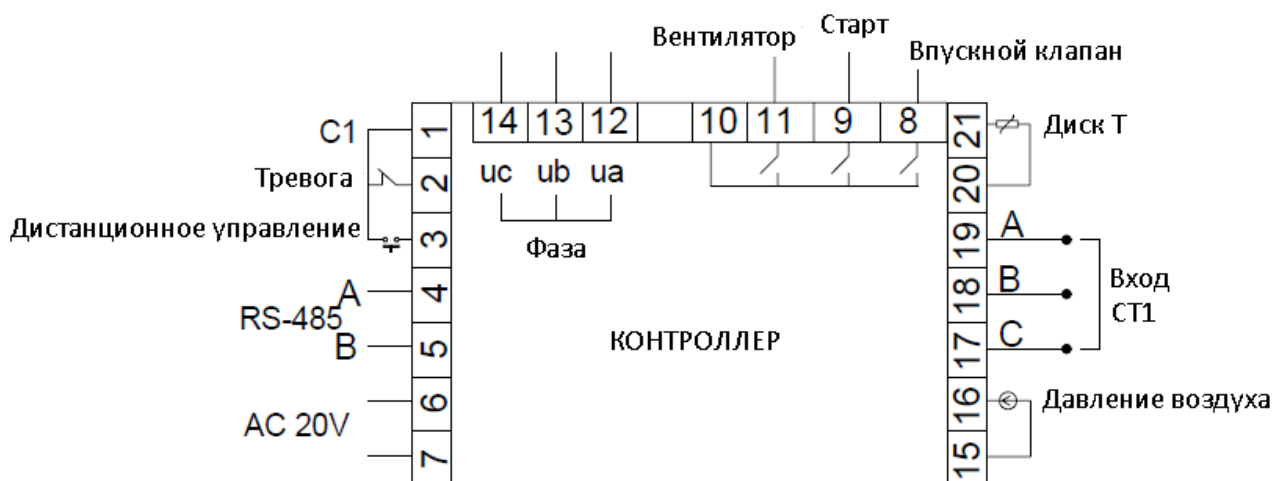 Вентилятор Старт Впускной клапан
14 13 12 10 11 9 8
uc ub ua
Фаза
C1 1
Тревога 2
Дистанционное управление 3
A 4
RS-485
B 5
6
AC 20V
7
КОНТРОЛЛЕР
21 Диск Т
20
19 A
18 B
Вход
СТ1
17 C
16 Давление воздуха
15